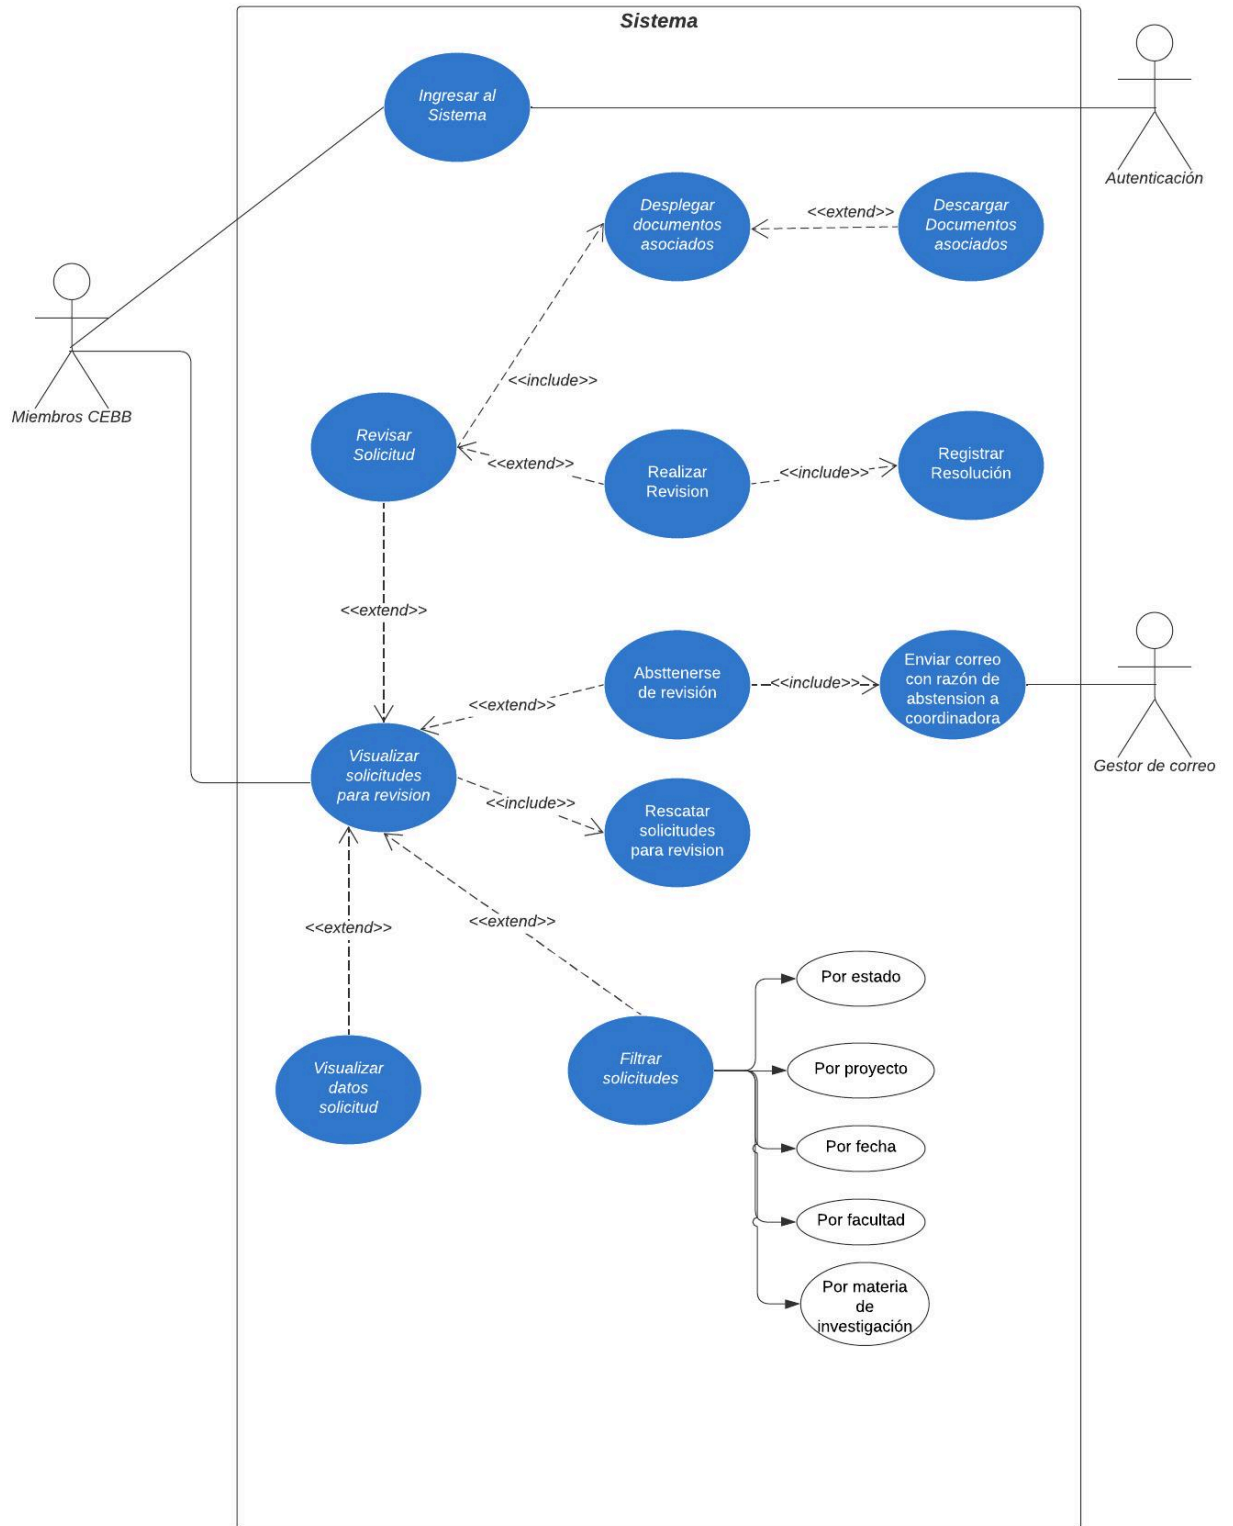 Sistema
Ingresar al
Sistema
Autenticación
Desplegar
documentos
asociados
<<extend>>
Descargar
Documentos
asociados
Miembros CEBB
<<include>>
Revisar
Solicitud
<<extend>>
Realizar
Revision
<<include>>
Registrar
Resolución
<<extend>>
Absttenerse
de revisión
<<include>>
Enviar correo
con razón de
abstension a
coordinadora
<<extend>>
Gestor de correo
Visualizar
solicitudes
para revision
<<include>>
Rescatar
solicitudes
para revision
<<extend>>
<<extend>>
Por estado
Visualizar
datos
solicitud
Filtrar
solicitudes
Por proyecto
Por fecha
Por facultad
Por materia
de
investigación